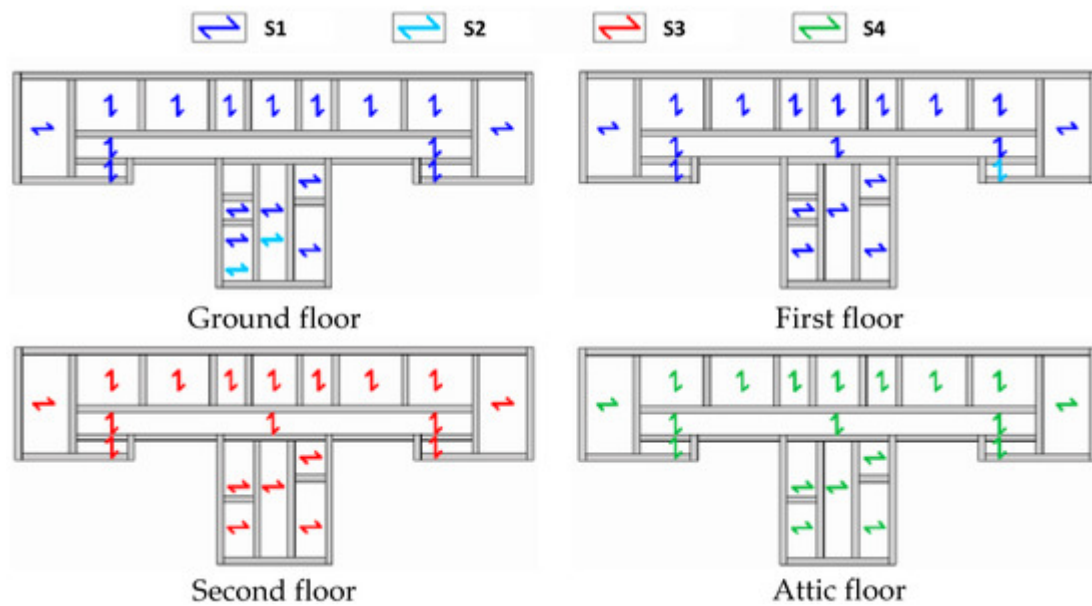 S1 S2 S3 S4
Ground floor
First floor
Second floor
Attic floor